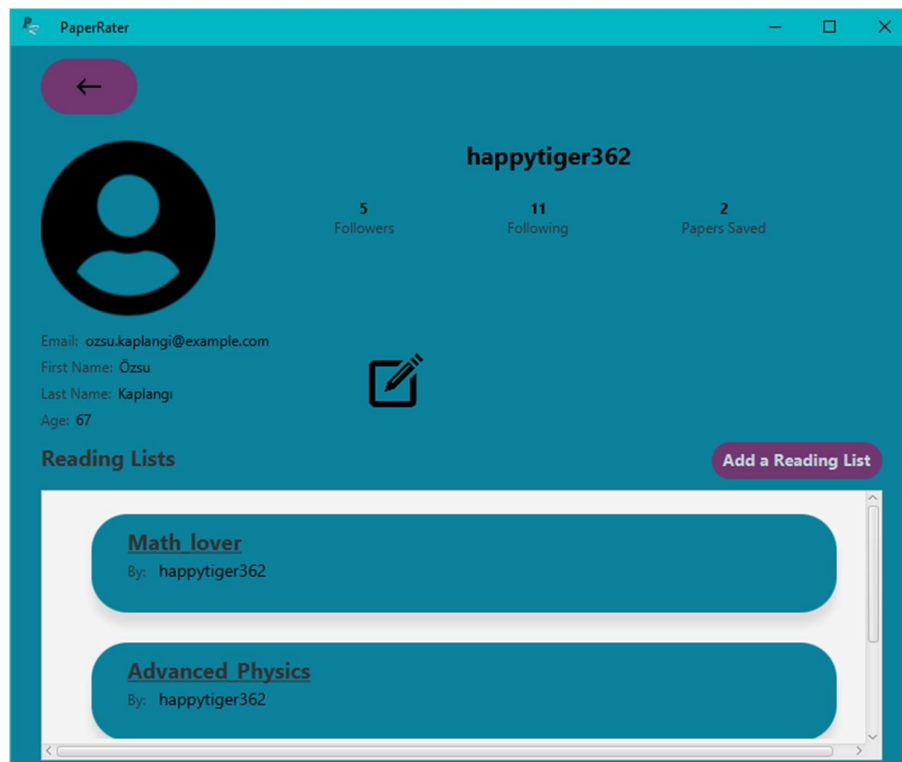 PaperRater
happytiger362
5 11 2
Followers Following Papers Saved
Email: ozsu.kaplangi@example.com
First Name: Özsu
Last Name: Kaplangı
Age: 67
Reading Lists Add a Reading List
Math_lover
By: happytiger362
Advanced_Physics
By: happytiger362